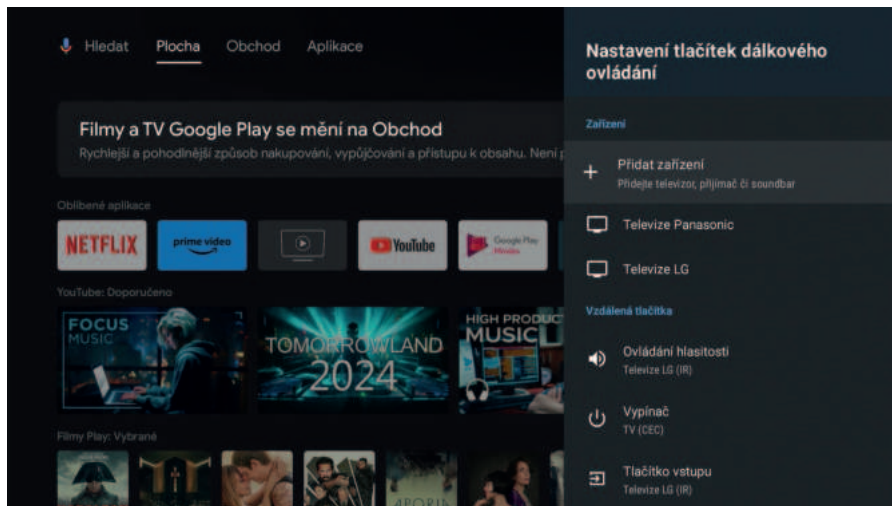 Hledat Plocha Obchod Aplikace
Filmy a TV Google Play se mění na Obchod
Rychlejší a pohodlnější způsob nakupování, vypůjčování a přístupu k obsahu. Není
Oblíbené aplikace
NETFLIX prime video YouTube Google Play Movies
YouTube: Doporučeno
FOCUS
MUSIC
TOMORROWLAND
2024
HIGH PRODUC
MUSIC
Filmy Play: Vybrané
APORIA
Nastavení tlačítek dálkového
ovládání
Zařízení
Přidat zařízení
Přidejte televizor, přijímač či soundbar
Televize Panasonic
Televize LG
Vzdálená tlačítka
Ovládání hlasitosti
Televize LG (IR)
Vypínač
TV (CEC)
Tlačítko vstupu
Televize LG (IR)